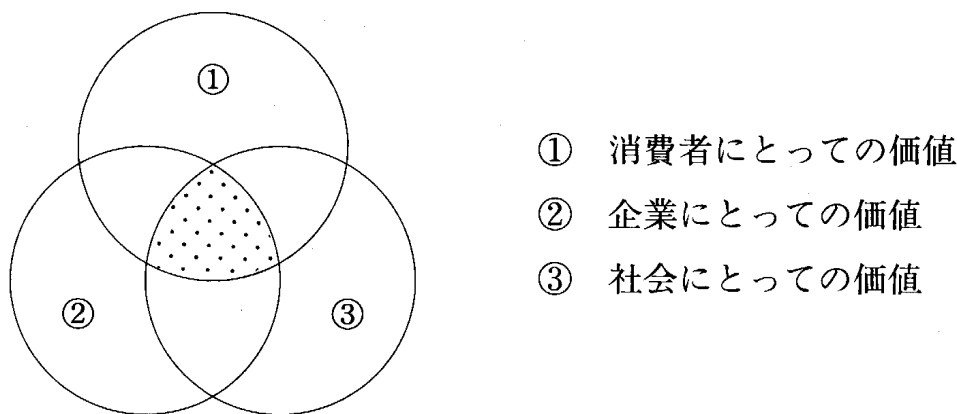 ①
②
③
① 消費者にとっての価値
② 企業にとっての価値
③ 社会にとっての価値